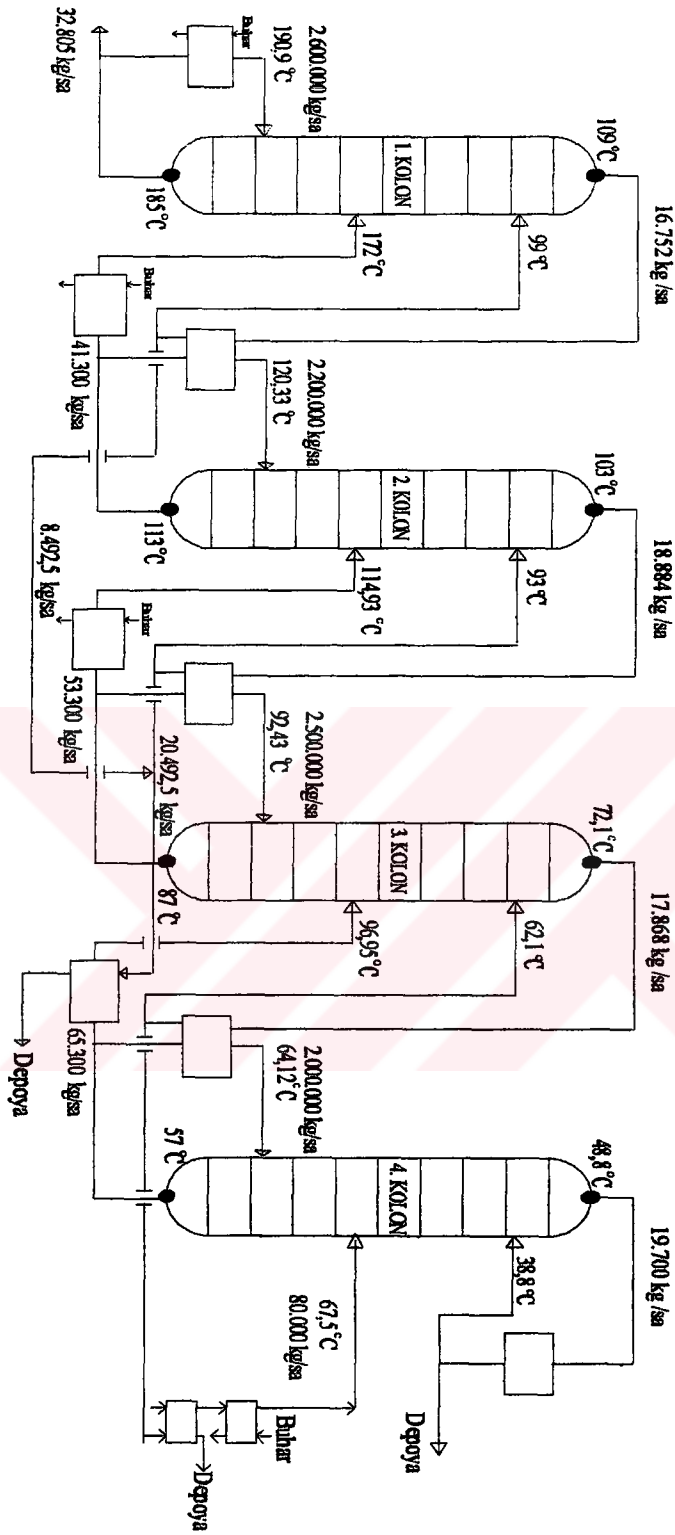 Buhar
2.600.000 kg/sa
190,9 °C
32.805 kg/sa
1. KOLON
109°C
185°C
16.752 kg /sa
99 °C
172°C
Buhar
41.300 kg/sa
2.200.000 kg/sa
120,33 °C
8.492,5 kg/sa
2. KOLON
103°C
113°C
18.884 kg /sa
93°C
114,93 °C
Buhar
53.300 kg/sa
2.500.000 kg/sa
92,43 °C
20.492,5 kg/sa
3. KOLON
72,1°C
87 °C
17.868 kg /sa
62,1°C
96,95°C
65.300 kg/sa
Depoya
2.000.000 kg/sa
64,12°C
4. KOLON
48,8°C
57 °C
19.700 kg /sa
38,8°C
Depoya
67,5°C
80.000 kg/sa
Buhar
Depoya